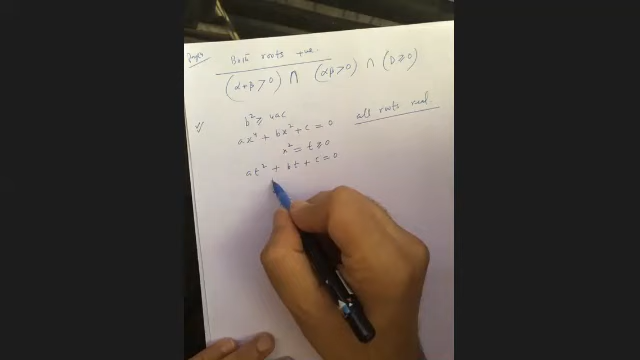 Both roots +ve.
(α+β>0) ∩ (αβ>0) ∩ (D≥0)
b² ≥ 4ac
ax⁴ + bx² + c = 0 all roots real
x² = t ≥ 0
at² + bt + c = 0